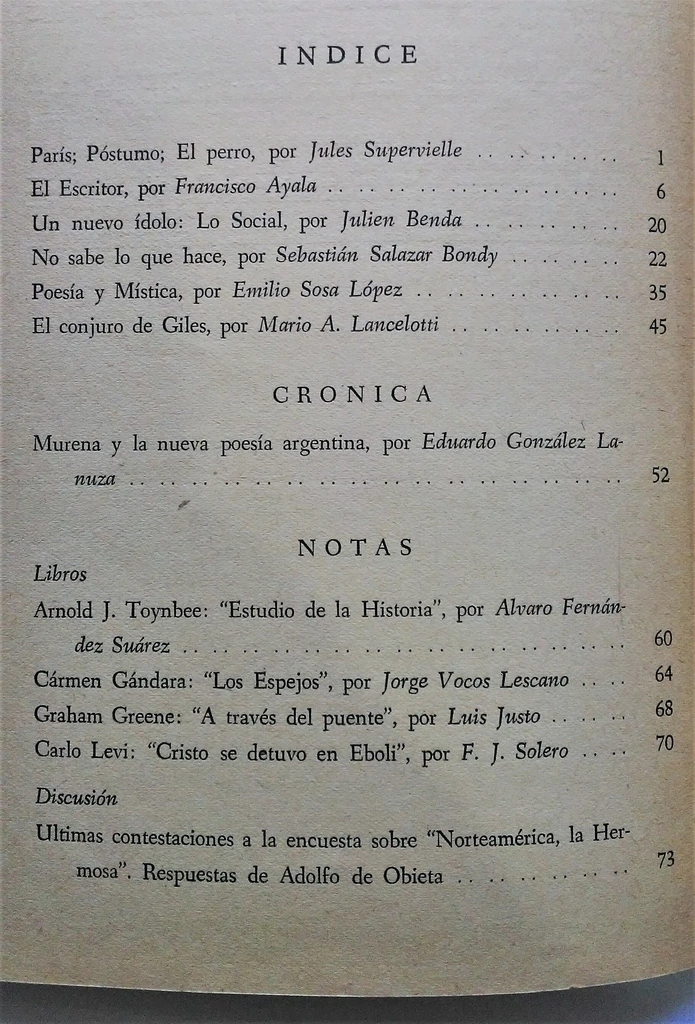 INDICE
París; Póstumo; El perro, por Jules Supervielle . . . . . . . . . 1
El Escritor, por Francisco Ayala . . . . . . . . . . . . . . . . . . 6
Un nuevo ídolo: Lo Social, por Julien Benda . . . . . . . . . 20
No sabe lo que hace, por Sebastián Salazar Bondy . . . . . . . 22
Poesía y Mística, por Emilio Sosa López . . . . . . . . . . . . . 35
El conjuro de Giles, por Mario A. Lancelotti . . . . . . . . . . . 45
CRONICA
Murena y la nueva poesía argentina, por Eduardo González La-
nuza . . . . . . . . . . . . . . . . . . . . . . . . . . . . . . 52
NOTAS
Libros
Arnold J. Toynbee: "Estudio de la Historia", por Alvaro Fernán-
dez Suárez . . . . . . . . . . . . . . . . . . . . . . . . . . . 60
Cármen Gándara: "Los Espejos", por Jorge Vocos Lescano . . . . 64
Graham Greene: "A través del puente", por Luis Justo . . . . . . 68
Carlo Levi: "Cristo se detuvo en Eboli", por F. J. Solero . . . . 70
Discusión
Ultimas contestaciones a la encuesta sobre "Norteamérica, la Her-
mosa". Respuestas de Adolfo de Obieta . . . . . . . . . . . 73